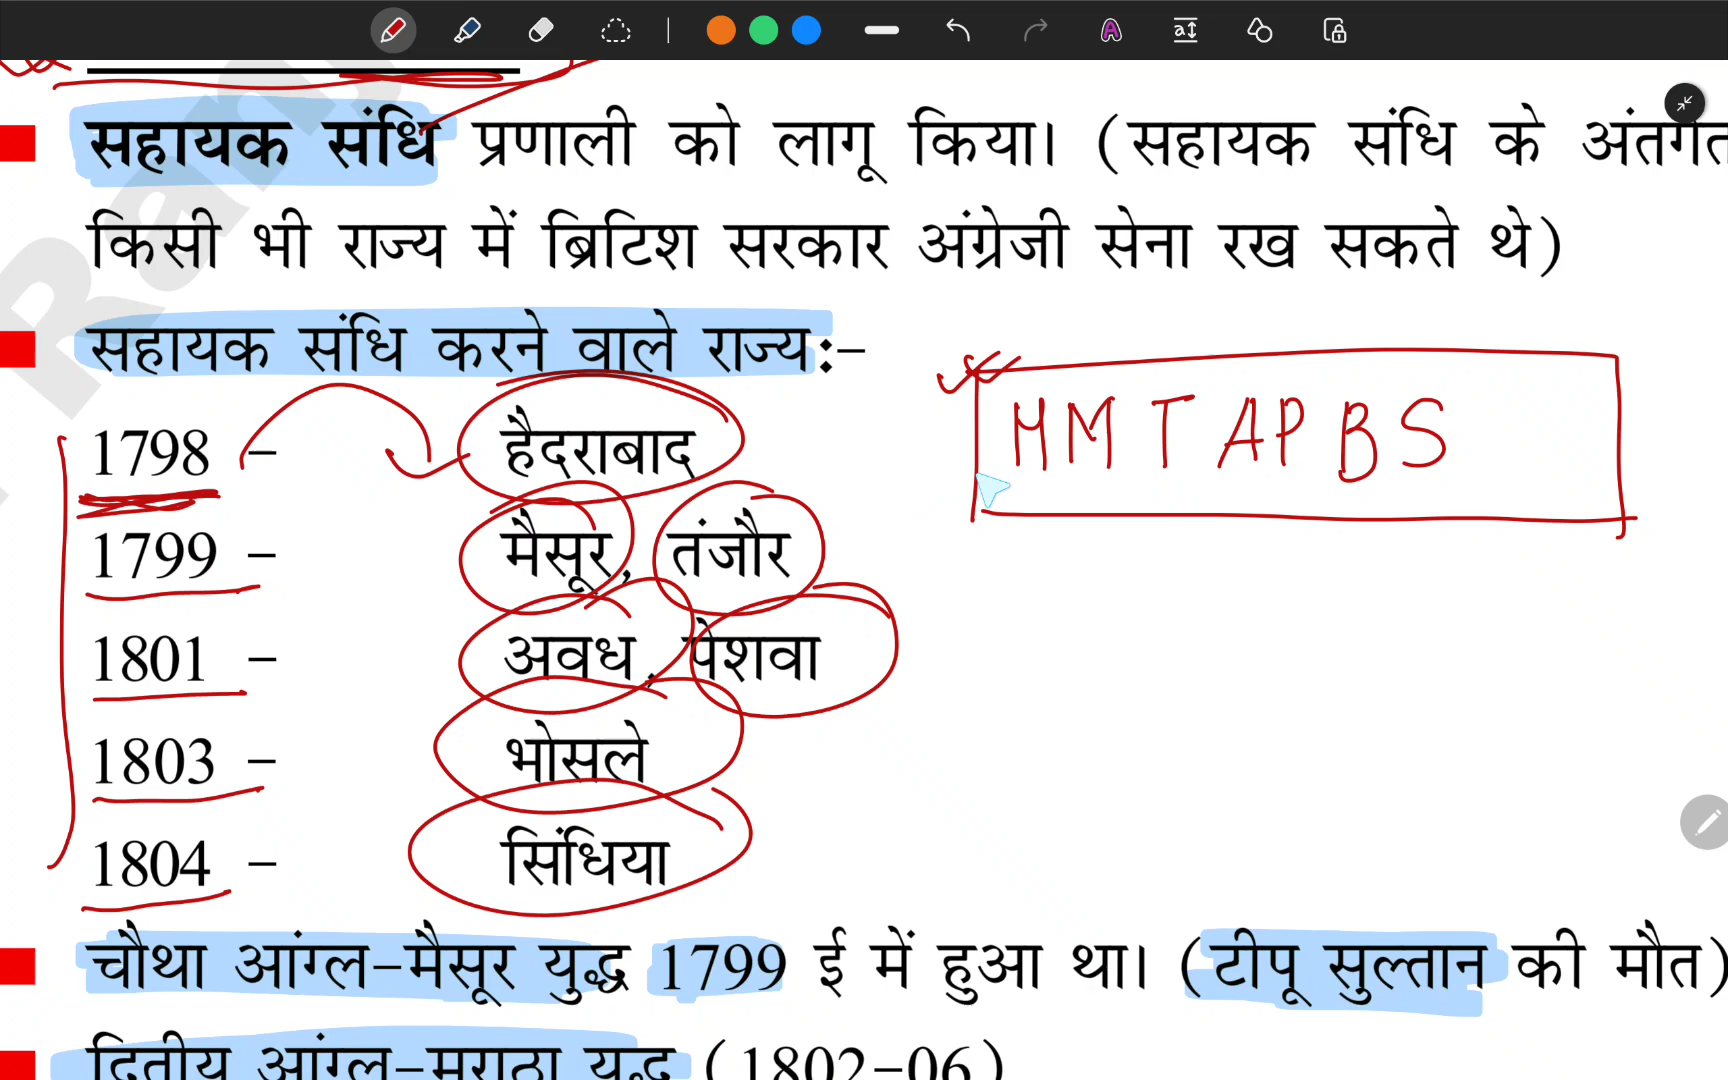 सहायक संधि प्रणाली को लागू किया। (सहायक संधि के अंतर्गत
किसी भी राज्य में ब्रिटिश सरकार अंग्रेजी सेना रख सकते थे)
सहायक संधि करने वाले राज्य:–
1798 – हैदराबाद
HMTAPBS
1799 – मैसूर, तंजौर
1801 – अवध, पेशवा
1803 – भोसले
1804 – सिंधिया
चौथा आंग्ल-मैसूर युद्ध 1799 ई में हुआ था। (टीपू सुल्तान की मौत)
द्वितीय आंग्ल-मराठा युद्ध (1802-06)